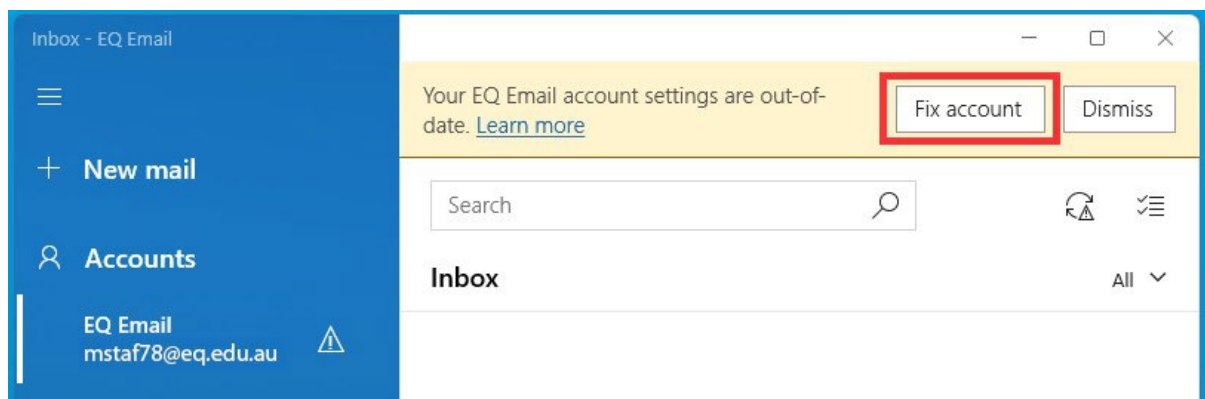 Inbox - EQ Email
New mail
Accounts
EQ Email
mstaf78@eq.edu.au
Your EQ Email account settings are out-of-
date. Learn more
Fix account
Dismiss
Search
Inbox
All